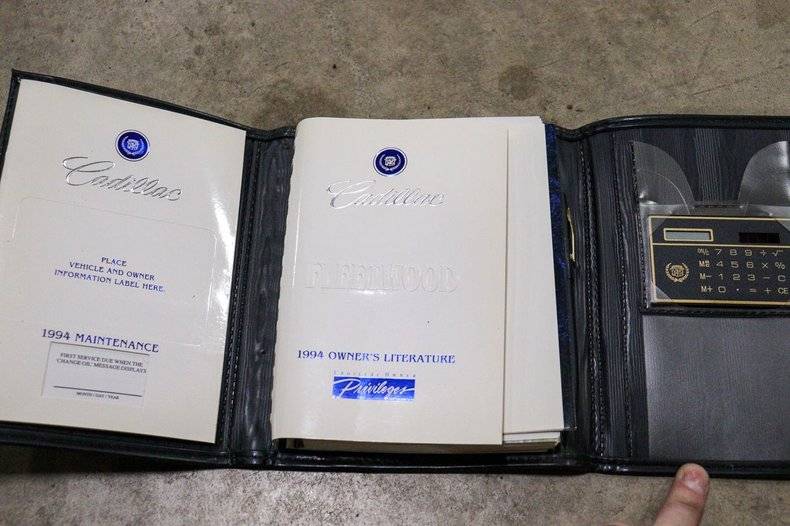 Cadillac
PLACE
VEHICLE AND OWNER
INFORMATION LABEL HERE.
1994 MAINTENANCE
FIRST SERVICE DUE WHEN THE
"CHANGE OIL" MESSAGE DISPLAYS
MONTH / DAY / YEAR
Cadillac
FLEETWOOD
1994 OWNER'S LITERATURE
CADILLAC OWNER
Privileges
7 8 9 ÷ √
4 5 6 × %
M- 1 2 3 - C
M+ 0 · = + CE